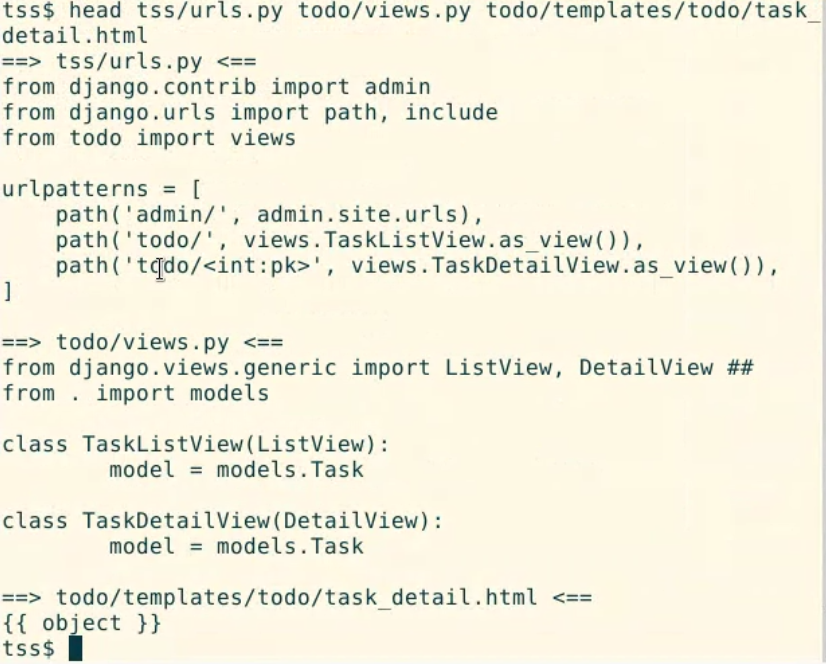 tss$ head tss/urls.py todo/views.py todo/templates/todo/task_
detail.html
==> tss/urls.py <==
from django.contrib import admin
from django.urls import path, include
from todo import views

urlpatterns = [
    path('admin/', admin.site.urls),
    path('todo/', views.TaskListView.as_view()),
    path('todo/<int:pk>', views.TaskDetailView.as_view()),
]

==> todo/views.py <==
from django.views.generic import ListView, DetailView ##
from . import models

class TaskListView(ListView):
        model = models.Task

class TaskDetailView(DetailView):
        model = models.Task

==> todo/templates/todo/task_detail.html <==
{{ object }}
tss$